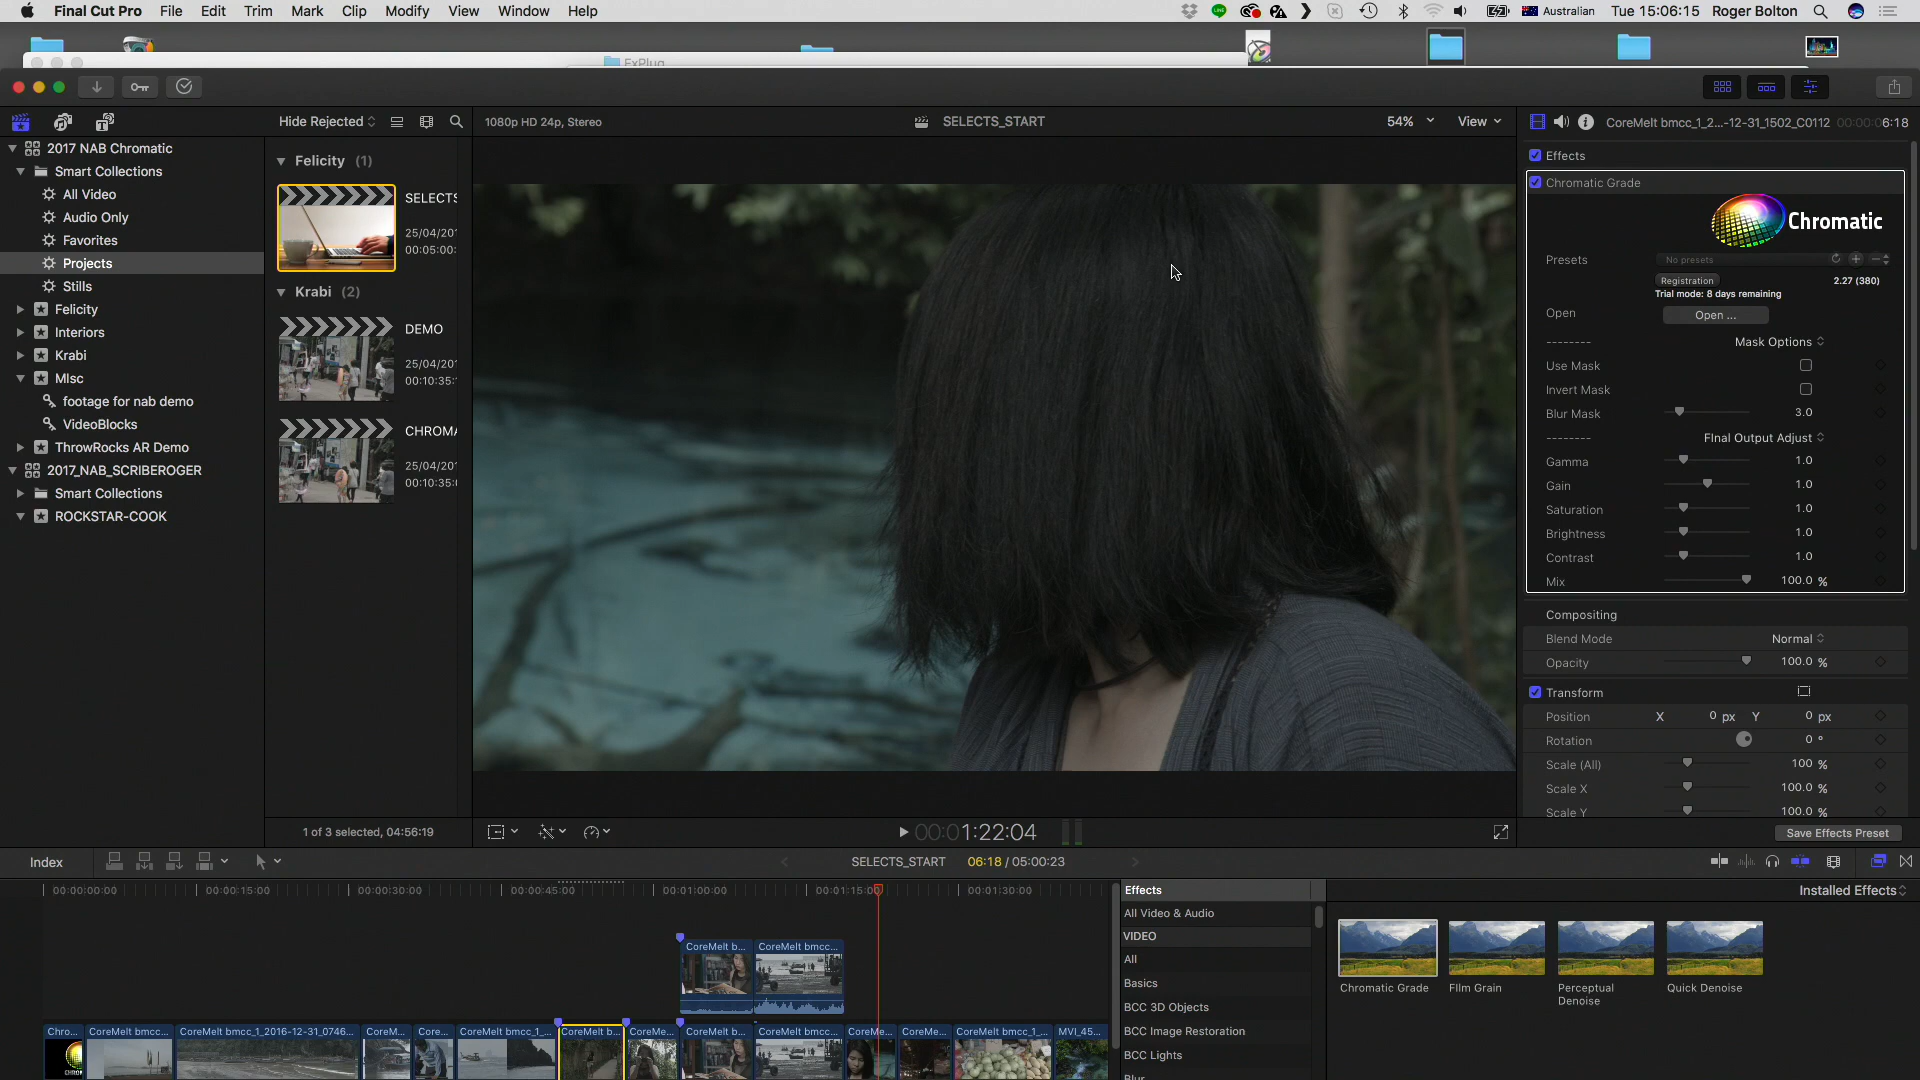 Final Cut Pro File Edit Trim Mark Clip Modify View Window Help
Australian Tue 15:06:15 Roger Bolton
ExPlug
Hide Rejected
1080p HD 24p, Stereo
SELECTS_START
54% View
CoreMelt bmcc_1_2...-12-31_1502_C0112 00:00:06:18
2017 NAB Chromatic
Smart Collections
All Video
Audio Only
Favorites
Projects
Stills
Felicity
Interiors
Krabi
MIsc
footage for nab demo
VideoBlocks
ThrowRocks AR Demo
2017_NAB_SCRIBEROGER
Smart Collections
ROCKSTAR-COOK
Felicity (1)
SELECTS
25/04/201
00:05:00:
Krabi (2)
DEMO
25/04/201
00:10:35:
CHROMA
25/04/201
00:10:35:
1 of 3 selected, 04:56:19
00:01:22:04
Effects
Chromatic Grade
Chromatic
Presets No presets
Registration 2.27 (380)
Trial mode: 8 days remaining
Open Open ...
-------- Mask Options
Use Mask
Invert Mask
Blur Mask 3.0
-------- FInal Output Adjust
Gamma 1.0
Gain 1.0
Saturation 1.0
Brightness 1.0
Contrast 1.0
Mix 100.0 %
Compositing
Blend Mode Normal
Opacity 100.0 %
Transform
Position X 0 px Y 0 px
Rotation 0 °
Scale (All) 100 %
Scale X 100.0 %
Scale Y 100.0 %
Save Effects Preset
Index
SELECTS_START 06:18 / 05:00:23
00:00:00:00 00:00:15:00 00:00:30:00 00:00:45:00 00:01:00:00 00:01:15:00 00:01:30:00
CoreMelt b... CoreMelt bmcc...
Chro... CoreMelt bmcc... CoreMelt bmcc_1_2016-12-31_0746... CoreM... Core... CoreMelt bmcc_1_... CoreMelt b... CoreMe... CoreMelt b... CoreMelt bmcc... CoreMe... CoreMe... CoreMelt bmcc_1_... MVI_45...
Effects
All Video & Audio
VIDEO
All
Basics
BCC 3D Objects
BCC Image Restoration
BCC Lights
Blur
Installed Effects
Chromatic Grade
FIlm Grain
Perceptual
Denoise
Quick Denoise